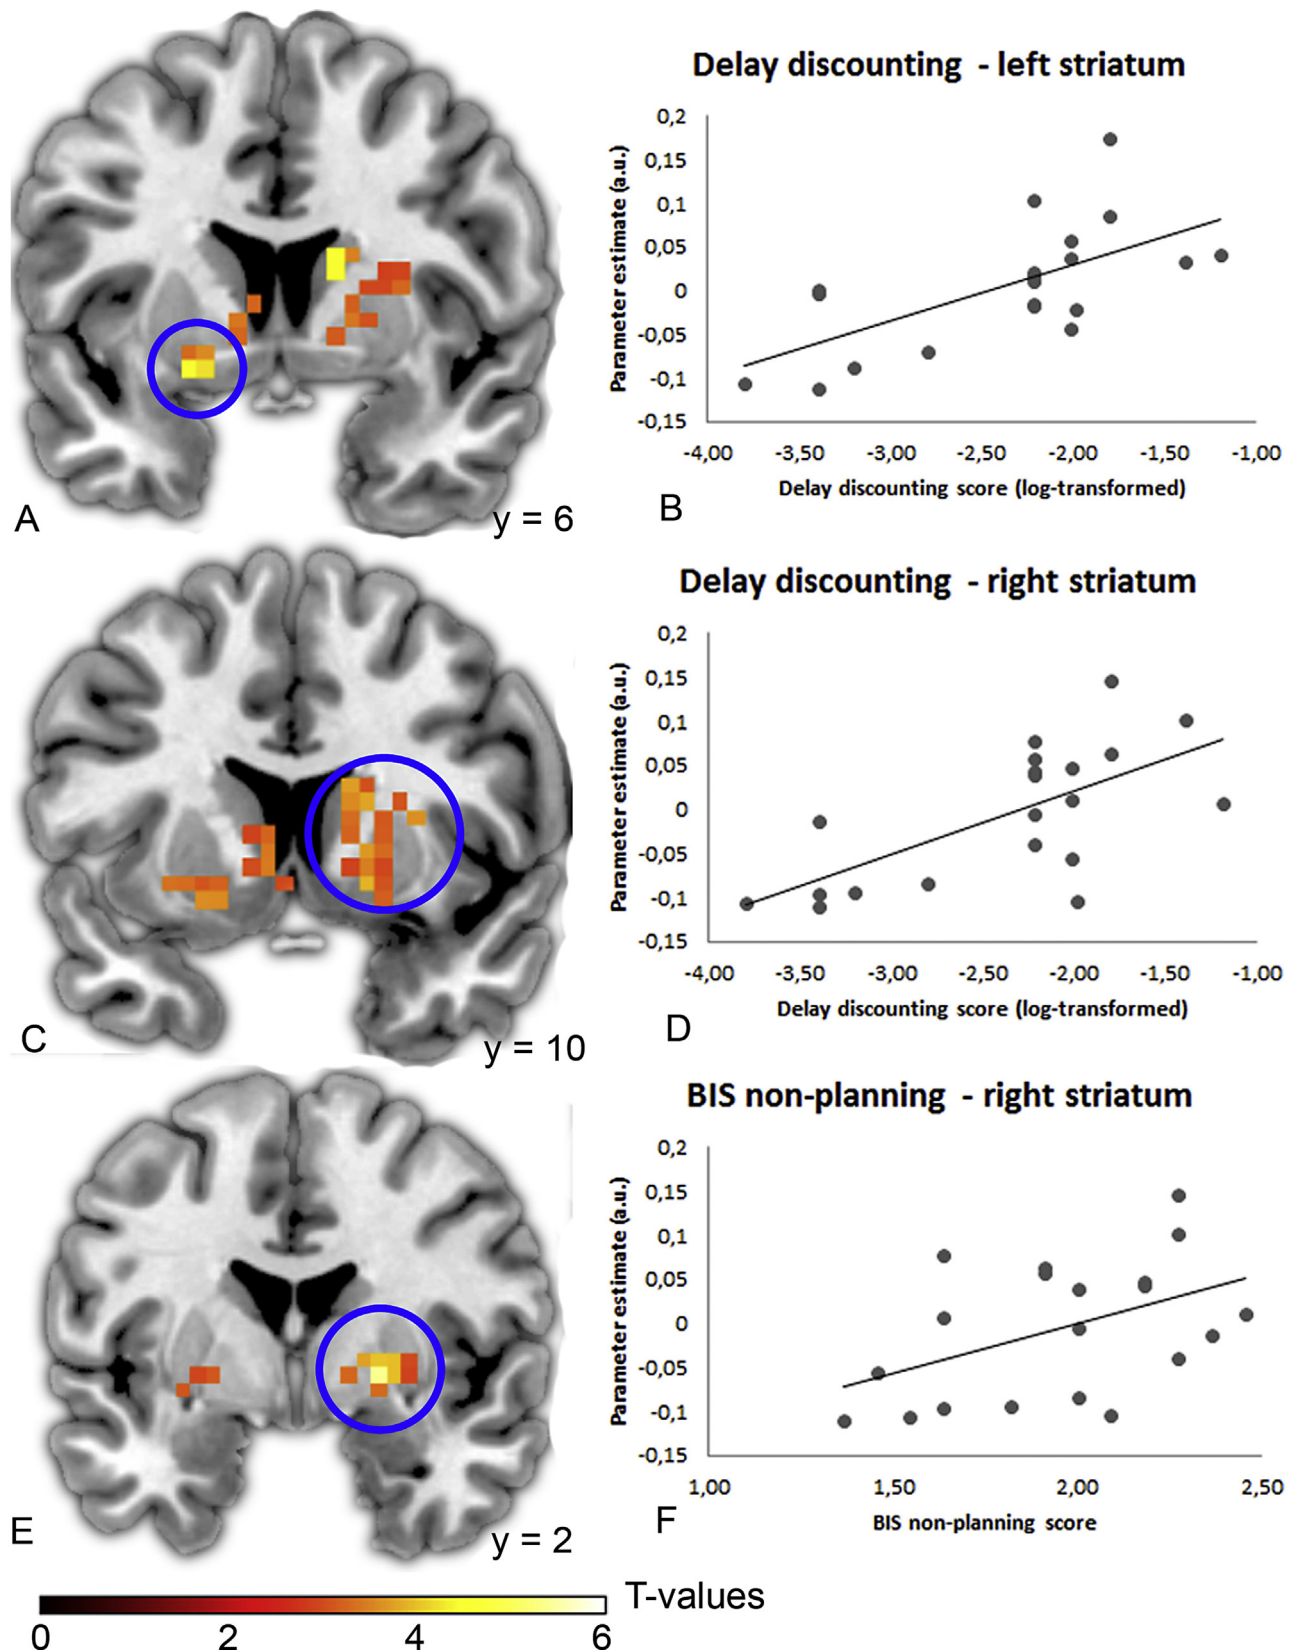 A
y = 6
Delay discounting - left striatum
Parameter estimate (a.u.)
0,2
0,15
0,1
0,05
0
-0,05
-0,1
-0,15
-4,00 -3,50 -3,00 -2,50 -2,00 -1,50 -1,00
Delay discounting score (log-transformed)
B
C
y = 10
Delay discounting - right striatum
Parameter estimate (a.u.)
0,2
0,15
0,1
0,05
0
-0,05
-0,1
-0,15
-4,00 -3,50 -3,00 -2,50 -2,00 -1,50 -1,00
Delay discounting score (log-transformed)
D
E
y = 2
BIS non-planning - right striatum
Parameter estimate (a.u.)
0,2
0,15
0,1
0,05
0
-0,05
-0,1
-0,15
1,00 1,50 2,00 2,50
BIS non-planning score
F
T-values
0 2 4 6